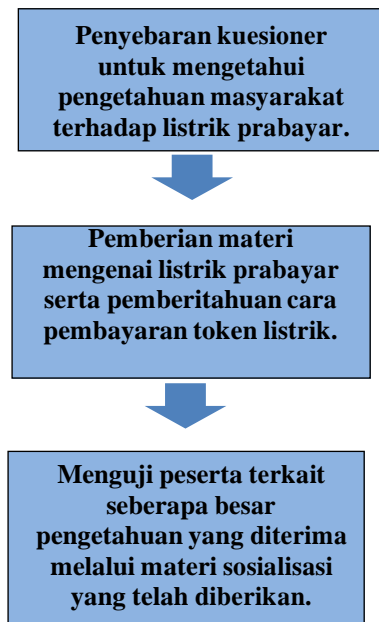 Penyebaran kuesioner
untuk mengetahui
pengetahuan masyarakat
terhadap listrik prabayar.
Pemberian materi
mengenai listrik prabayar
serta pemberitahuan cara
pembayaran token listrik.
Menguji peserta terkait
seberapa besar
pengetahuan yang diterima
melalui materi sosialisasi
yang telah diberikan.